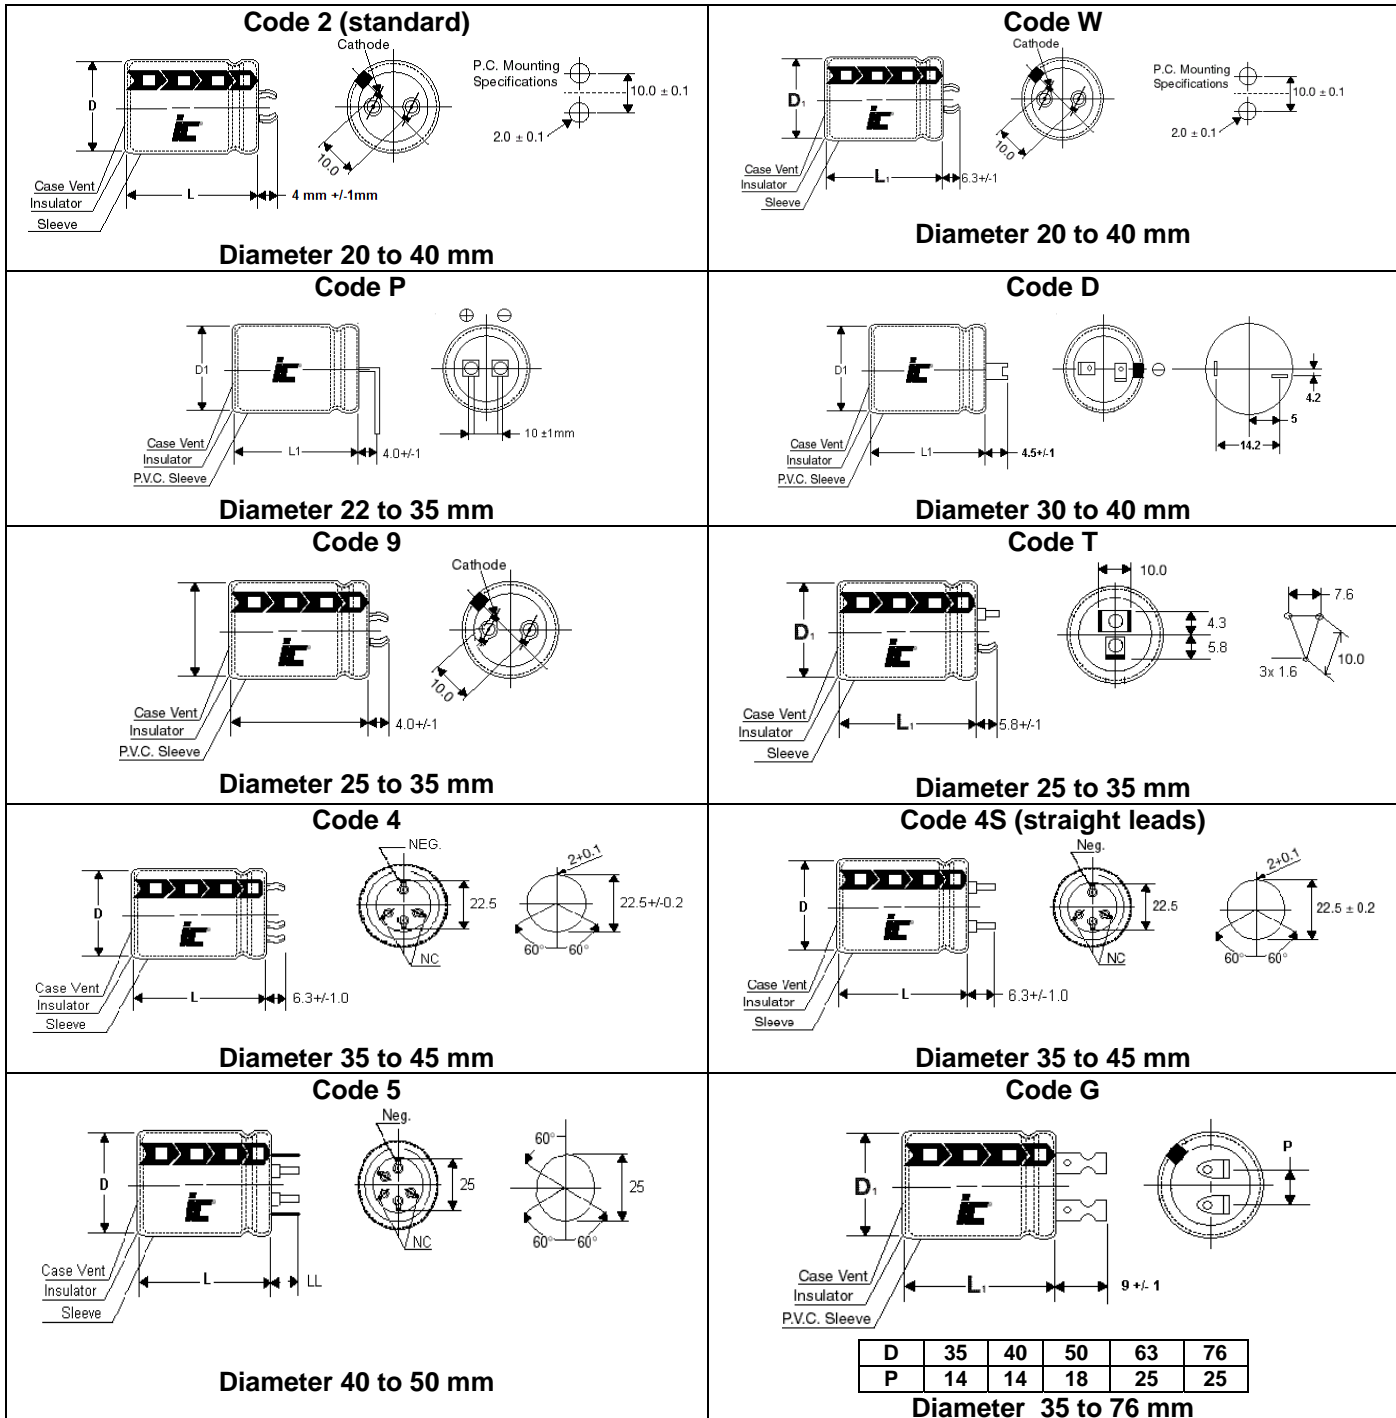 Code 2 (standard)
Cathode
P.C. Mounting
Specifications
10.0 ± 0.1
2.0 ± 0.1
D
ic
10.0
Case Vent
Insulator
Sleeve
L
4 mm +/-1mm
Diameter 20 to 40 mm
Code W
Cathode
P.C. Mounting
Specifications
10.0 ± 0.1
2.0 ± 0.1
D1
ic
10.0
Case Vent
Insulator
Sleeve
L1
6.3+/-1
Diameter 20 to 40 mm
Code P
⊕ ⊖
D1
ic
10 ±1mm
Case Vent
Insulator
P.V.C. Sleeve
L1
4.0+/-1
Diameter 22 to 35 mm
Code D
D1
ic
⊖
4.2
5
14.2
Case Vent
Insulator
P.V.C. Sleeve
L1
4.5+/-1
Diameter 30 to 40 mm
Code 9
Cathode
ic
10.0
Case Vent
Insulator
P.V.C. Sleeve
4.0+/-1
Diameter 25 to 35 mm
Code T
10.0
7.6
D1
4.3
5.8
10.0
3x 1.6
ic
Case Vent
Insulator
Sleeve
L1
5.8+/-1
Diameter 25 to 35 mm
Code 4
NEG.
2+0.1
D
22.5
22.5+/-0.2
ic
60° 60°
NC
Case Vent
Insulator
Sleeve
L
6.3+/-1.0
Diameter 35 to 45 mm
Code 4S (straight leads)
Neg.
2+0.1
D
22.5
22.5 ± 0.2
ic
60° 60°
NC
Case Vent
Insulator
Sleeve
L
6.3+/-1.0
Diameter 35 to 45 mm
Code 5
Neg.
60°
D
25
25
ic
60° 60°
NC
Case Vent
Insulator
Sleeve
L
LL
Diameter 40 to 50 mm
Code G
P
D1
ic
Case Vent
Insulator
P.V.C. Sleeve
L1
9 +/- 1
D 35 40 50 63 76
P 14 14 18 25 25
Diameter 35 to 76 mm